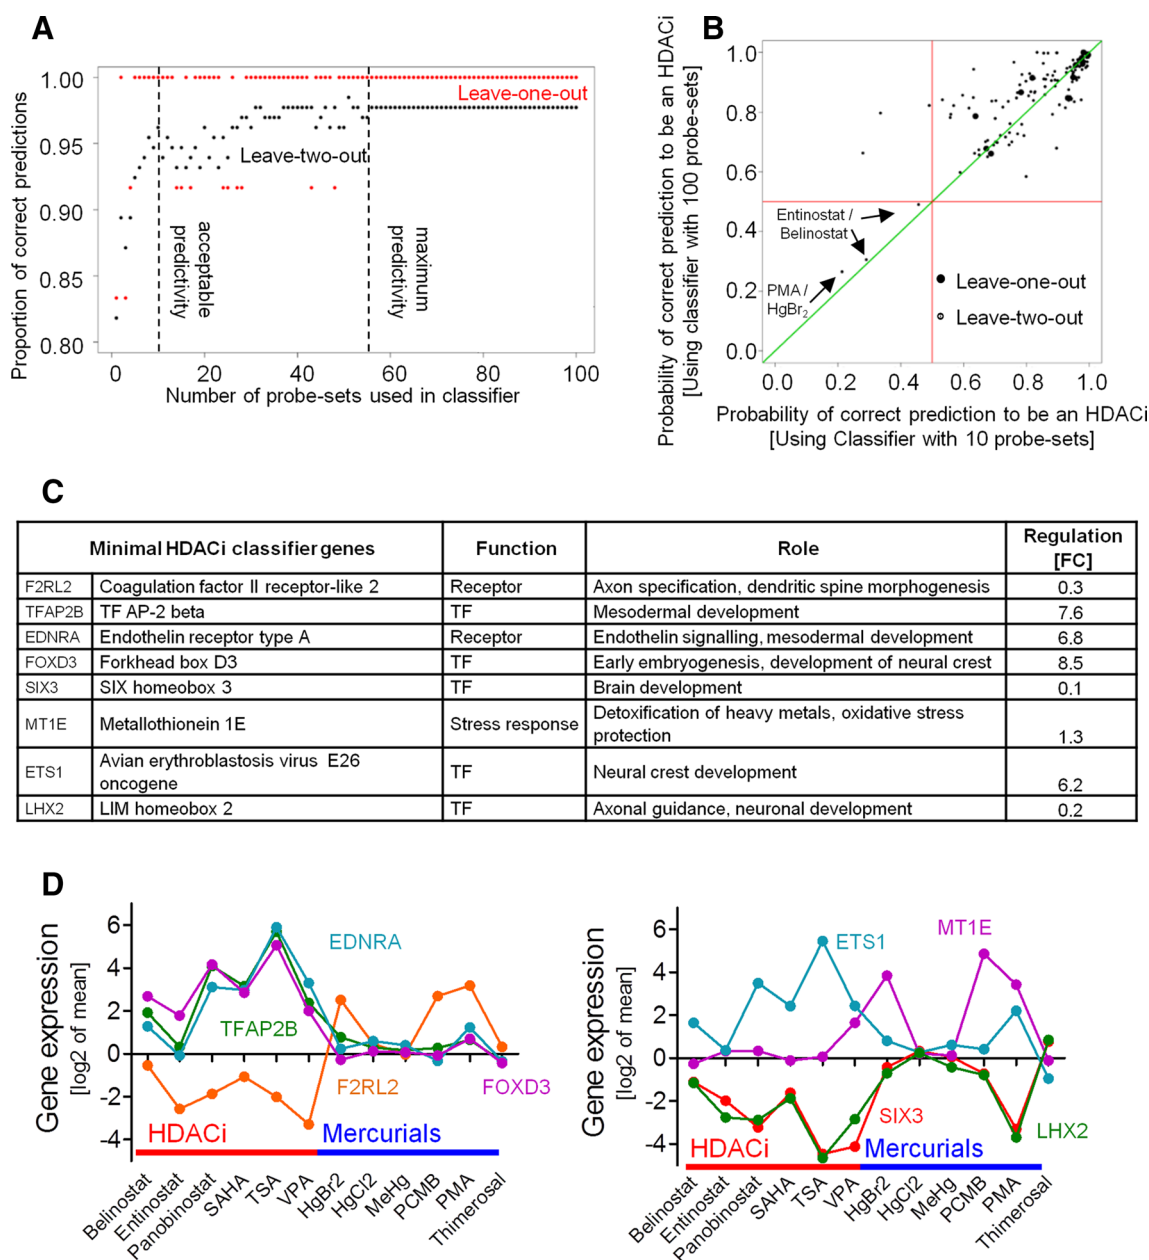 A
Proportion of correct predictions
1.00
0.95
0.90
0.85
0.80
Leave-one-out
Leave-two-out
acceptable
predictivity
maximum
predictivity
0 20 40 60 80 100
Number of probe-sets used in classifier
B
Probability of correct prediction to be an HDACi
[Using classifier with 100 probe-sets]
1.0
0.8
0.6
0.4
0.2
0.0
Entinostat /
Belinostat
PMA /
HgBr2
Leave-one-out
Leave-two-out
0.0 0.2 0.4 0.6 0.8 1.0
Probability of correct prediction to be an HDACi
[Using Classifier with 10 probe-sets]
C
Minimal HDACi classifier genes Function Role Regulation
[FC]
F2RL2 Coagulation factor II receptor-like 2 Receptor Axon specification, dendritic spine morphogenesis 0.3
TFAP2B TF AP-2 beta TF Mesodermal development 7.6
EDNRA Endothelin receptor type A Receptor Endothelin signalling, mesodermal development 6.8
FOXD3 Forkhead box D3 TF Early embryogenesis, development of neural crest 8.5
SIX3 SIX homeobox 3 TF Brain development 0.1
MT1E Metallothionein 1E Stress response Detoxification of heavy metals, oxidative stress
protection 1.3
ETS1 Avian erythroblastosis virus E26
oncogene TF Neural crest development 6.2
LHX2 LIM homeobox 2 TF Axonal guidance, neuronal development 0.2
D
Gene expression
[log2 of mean]
6
4
2
0
-2
-4
EDNRA
TFAP2B
F2RL2
FOXD3
HDACi
Mercurials
Belinostat
Entinostat
Panobinostat
SAHA
TSA
VPA
HgBr2
HgCl2
MeHg
PCMB
PMA
Thimerosal
Gene expression
[log2 of mean]
6
4
2
0
-2
-4
ETS1
MT1E
SIX3
LHX2
HDACi
Mercurials
Belinostat
Entinostat
Panobinostat
SAHA
TSA
VPA
HgBr2
HgCl2
MeHg
PCMB
PMA
Thimerosal